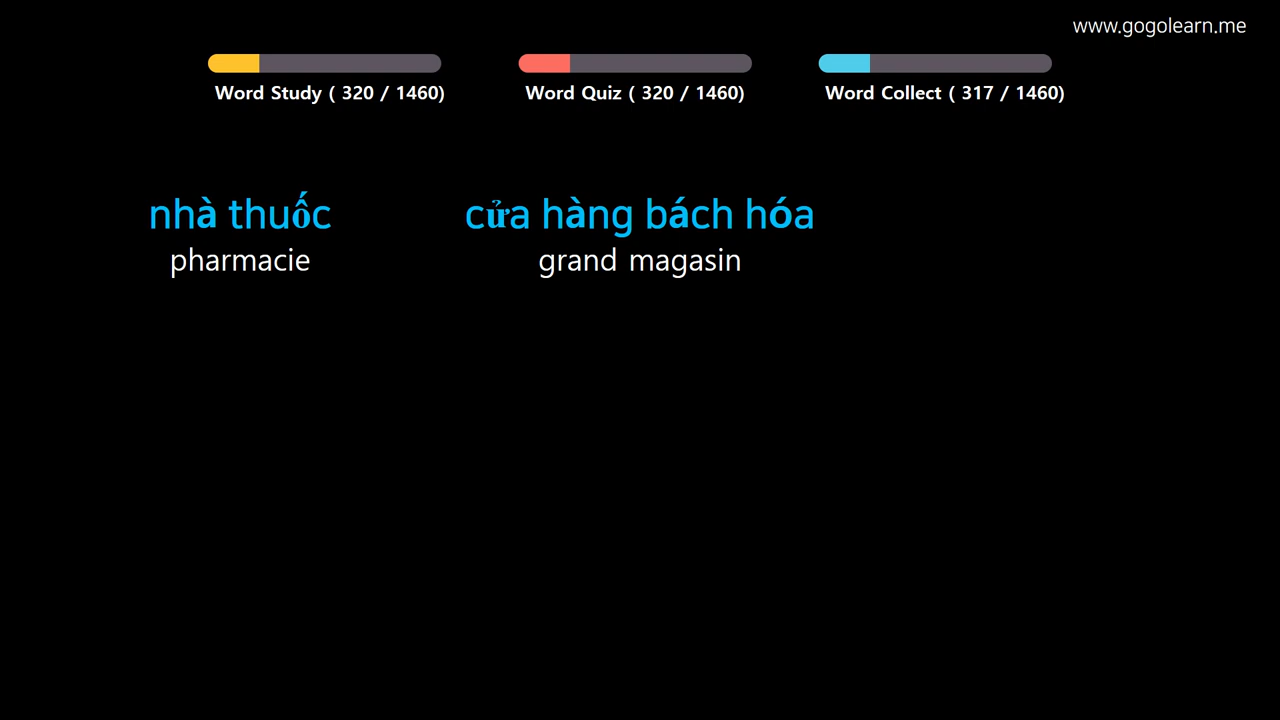 www.gogolearn.me
Word Study ( 320 / 1460)
Word Quiz ( 320 / 1460)
Word Collect ( 317 / 1460)
nhà thuốc
pharmacie
cửa hàng bách hóa
grand magasin